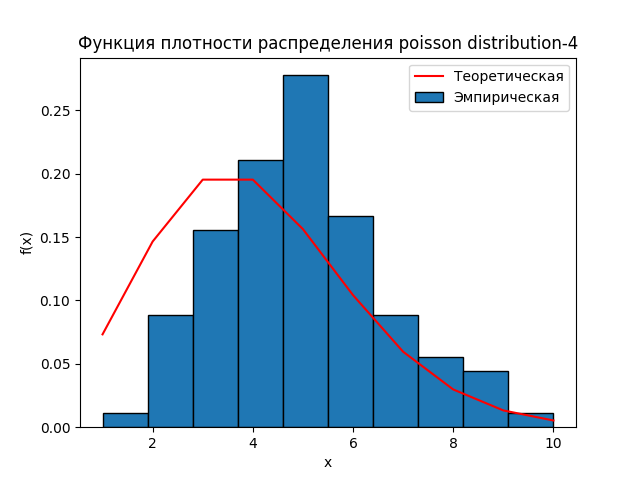 Функция плотности распределения poisson distribution-4
Теоретическая
Эмпирическая
f(x)
0.25
0.20
0.15
0.10
0.05
0.00
2 4 6 8 10
x